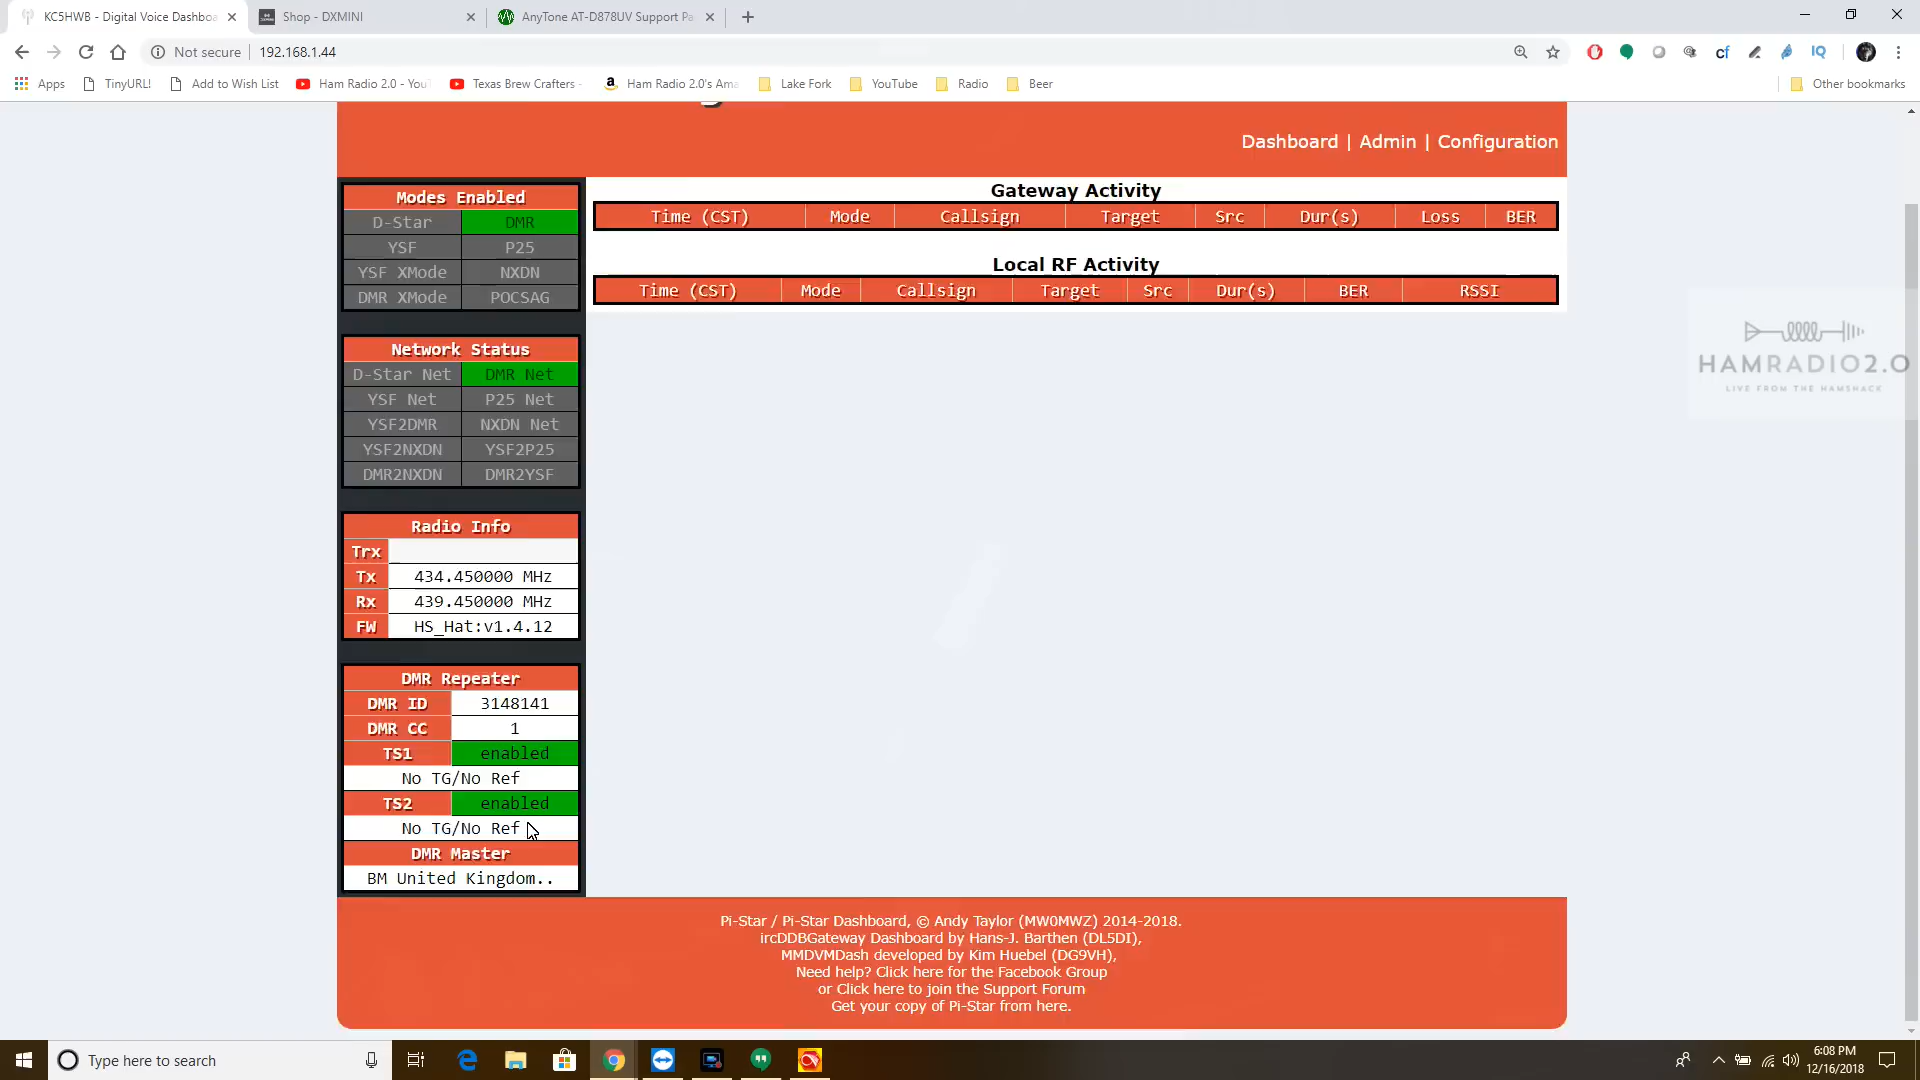 KC5HWB - Digital Voice Dashboa
Shop - DXMINI
AnyTone AT-D878UV Support Pa
Not secure
192.168.1.44
Apps
TinyURL!
Add to Wish List
Ham Radio 2.0 - You
Texas Brew Crafters -
Ham Radio 2.0's Ama
Lake Fork
YouTube
Radio
Beer
Other bookmarks
Dashboard | Admin | Configuration
Modes Enabled
D-Star DMR
YSF P25
YSF XMode NXDN
DMR XMode POCSAG
Network Status
D-Star Net DMR Net
YSF Net P25 Net
YSF2DMR NXDN Net
YSF2NXDN YSF2P25
DMR2NXDN DMR2YSF
Radio Info
Trx
Tx 434.450000 MHz
Rx 439.450000 MHz
FW HS_Hat:v1.4.12
DMR Repeater
DMR ID 3148141
DMR CC 1
TS1 enabled
No TG/No Ref
TS2 enabled
No TG/No Ref
DMR Master
BM United Kingdom..
Gateway Activity
Time (CST) Mode Callsign Target Src Dur(s) Loss BER
Local RF Activity
Time (CST) Mode Callsign Target Src Dur(s) BER RSSI
HAMRADIO2.0
LIVE FROM THE HAMSHACK
Pi-Star / Pi-Star Dashboard, © Andy Taylor (MW0MWZ) 2014-2018.
ircDDBGateway Dashboard by Hans-J. Barthen (DL5DI),
MMDVMDash developed by Kim Huebel (DG9VH),
Need help? Click here for the Facebook Group
or Click here to join the Support Forum
Get your copy of Pi-Star from here.
Type here to search
6:08 PM
12/16/2018